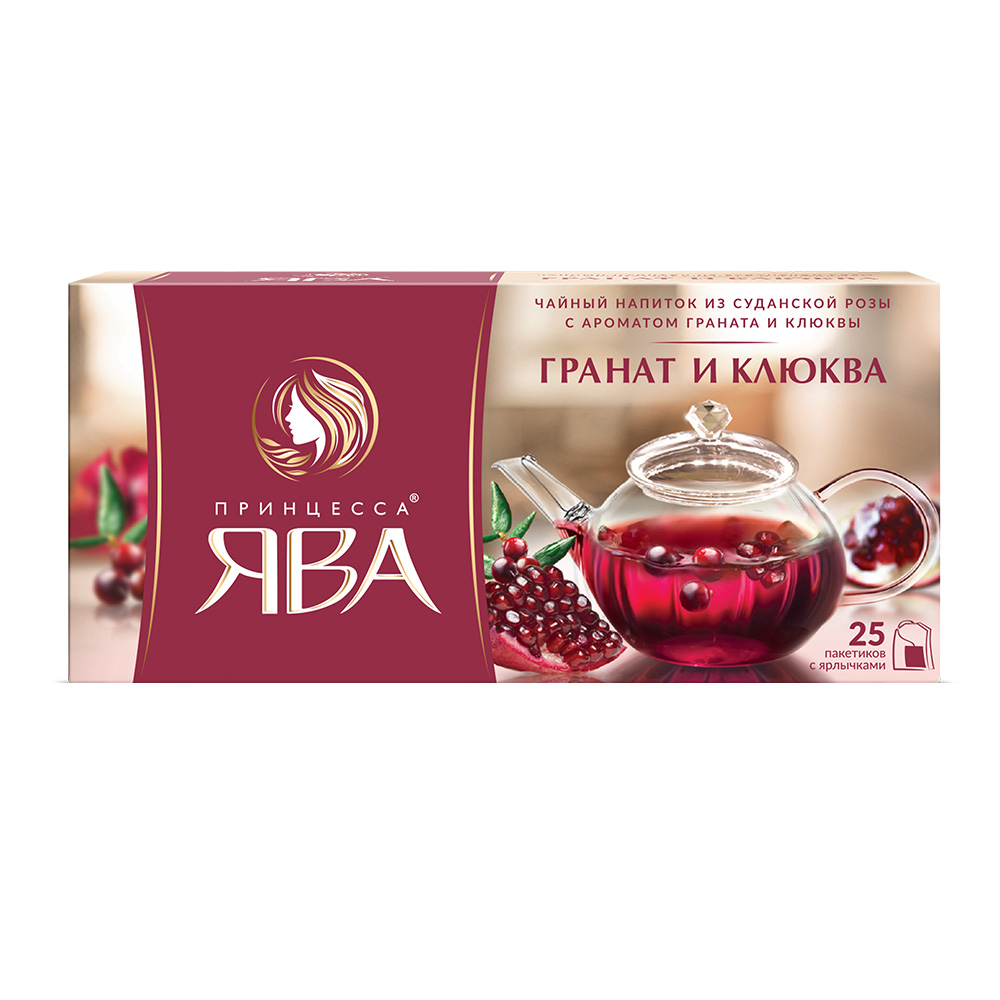 ПРИНЦЕССА®
ЯВА
ЧАЙНЫЙ НАПИТОК ИЗ СУДАНСКОЙ РОЗЫ
С АРОМАТОМ ГРАНАТА И КЛЮКВЫ
ГРАНАТ И КЛЮКВА
25
пакетиков
с ярлычками